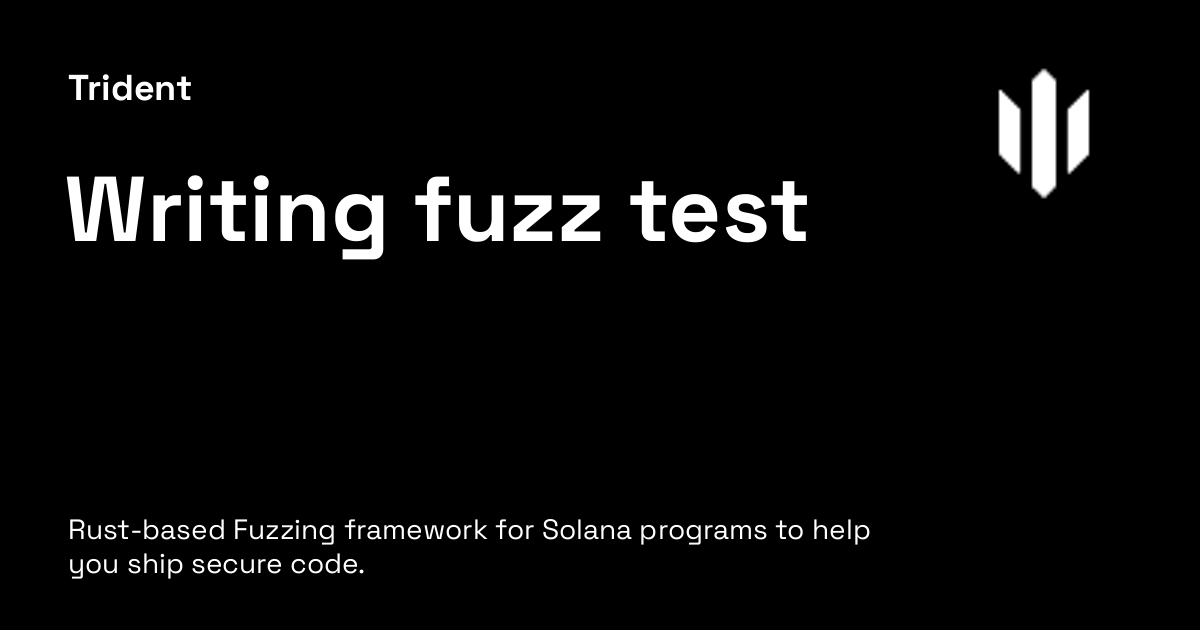 Trident
Writing fuzz test
Rust-based Fuzzing framework for Solana programs to help
you ship secure code.